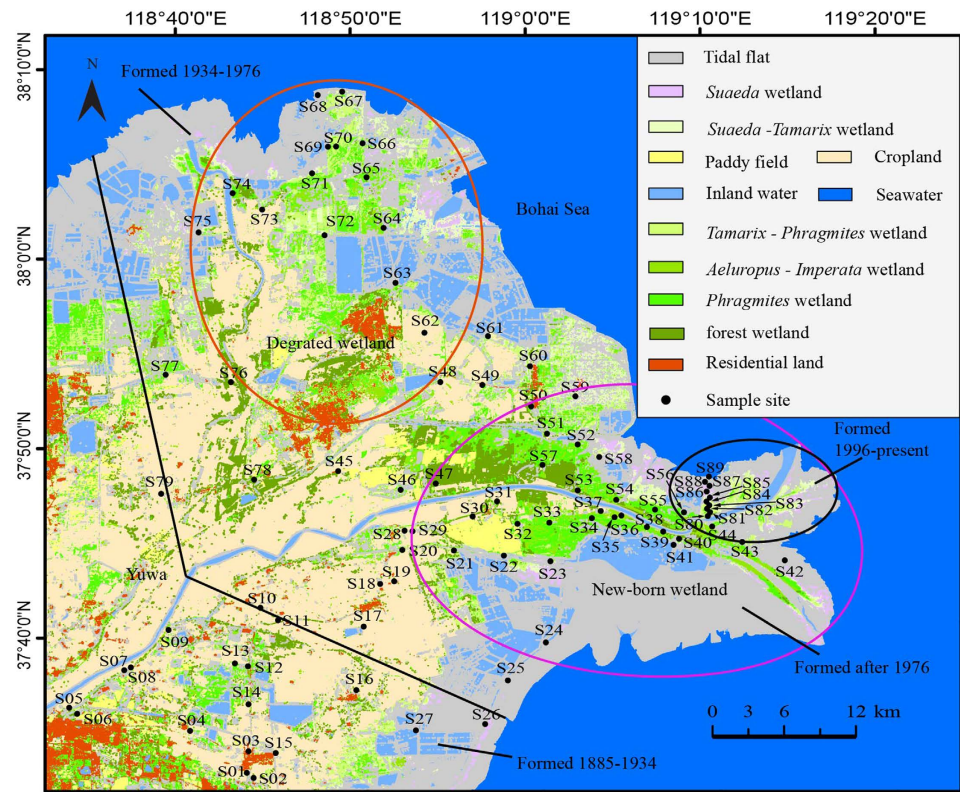 118°40'0"E 118°50'0"E 119°0'0"E 119°10'0"E 119°20'0"E
38°10'0"N
38°0'0"N
37°50'0"N
37°40'0"N
N
Formed 1934-1976
Tidal flat
Suaeda wetland
Suaeda -Tamarix wetland
Paddy field Cropland
Inland water Seawater
Tamarix - Phragmites wetland
Aeluropus - Imperata wetland
Phragmites wetland
forest wetland
Residential land
Sample site
Bohai Sea
S68 S67
S70
S69 S66
S71 S65
S74
S73
S75 S72 S64
S63
S62 S61
Degrated wetland
S60
S77 S76 S48 S49 S59
S50
S51
S52
Formed
1996-present
S79 S78 S45 S46 S47 S57 S58
S53 S56 S89
S88 S87 S85
S86 S84
S83
S82
S31 S37 S54 S55
S30 S33 S38 S80 S81
S28 S29 S32 S34 S36 S44
S35 S39 S40 S43
S20 S21 S22 S23 S41 S42
Yuwa
S19
S18
New-born wetland
S10
S11 S17
S09 S24
S13
S12
S07
S08
S14 S16 S25
Formed after 1976
S05
S06 S04 S27 S26
S03 S15
S01 S02
Formed 1885-1934
0 3 6 12 km